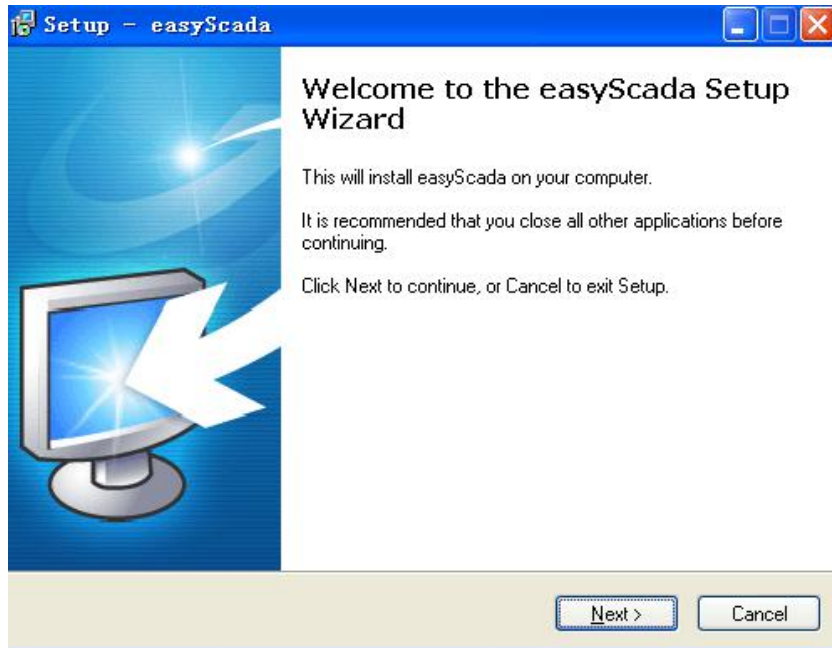 Setup - easyScada
Welcome to the easyScada Setup
Wizard
This will install easyScada on your computer.
It is recommended that you close all other applications before
continuing.
Click Next to continue, or Cancel to exit Setup.
Next >
Cancel